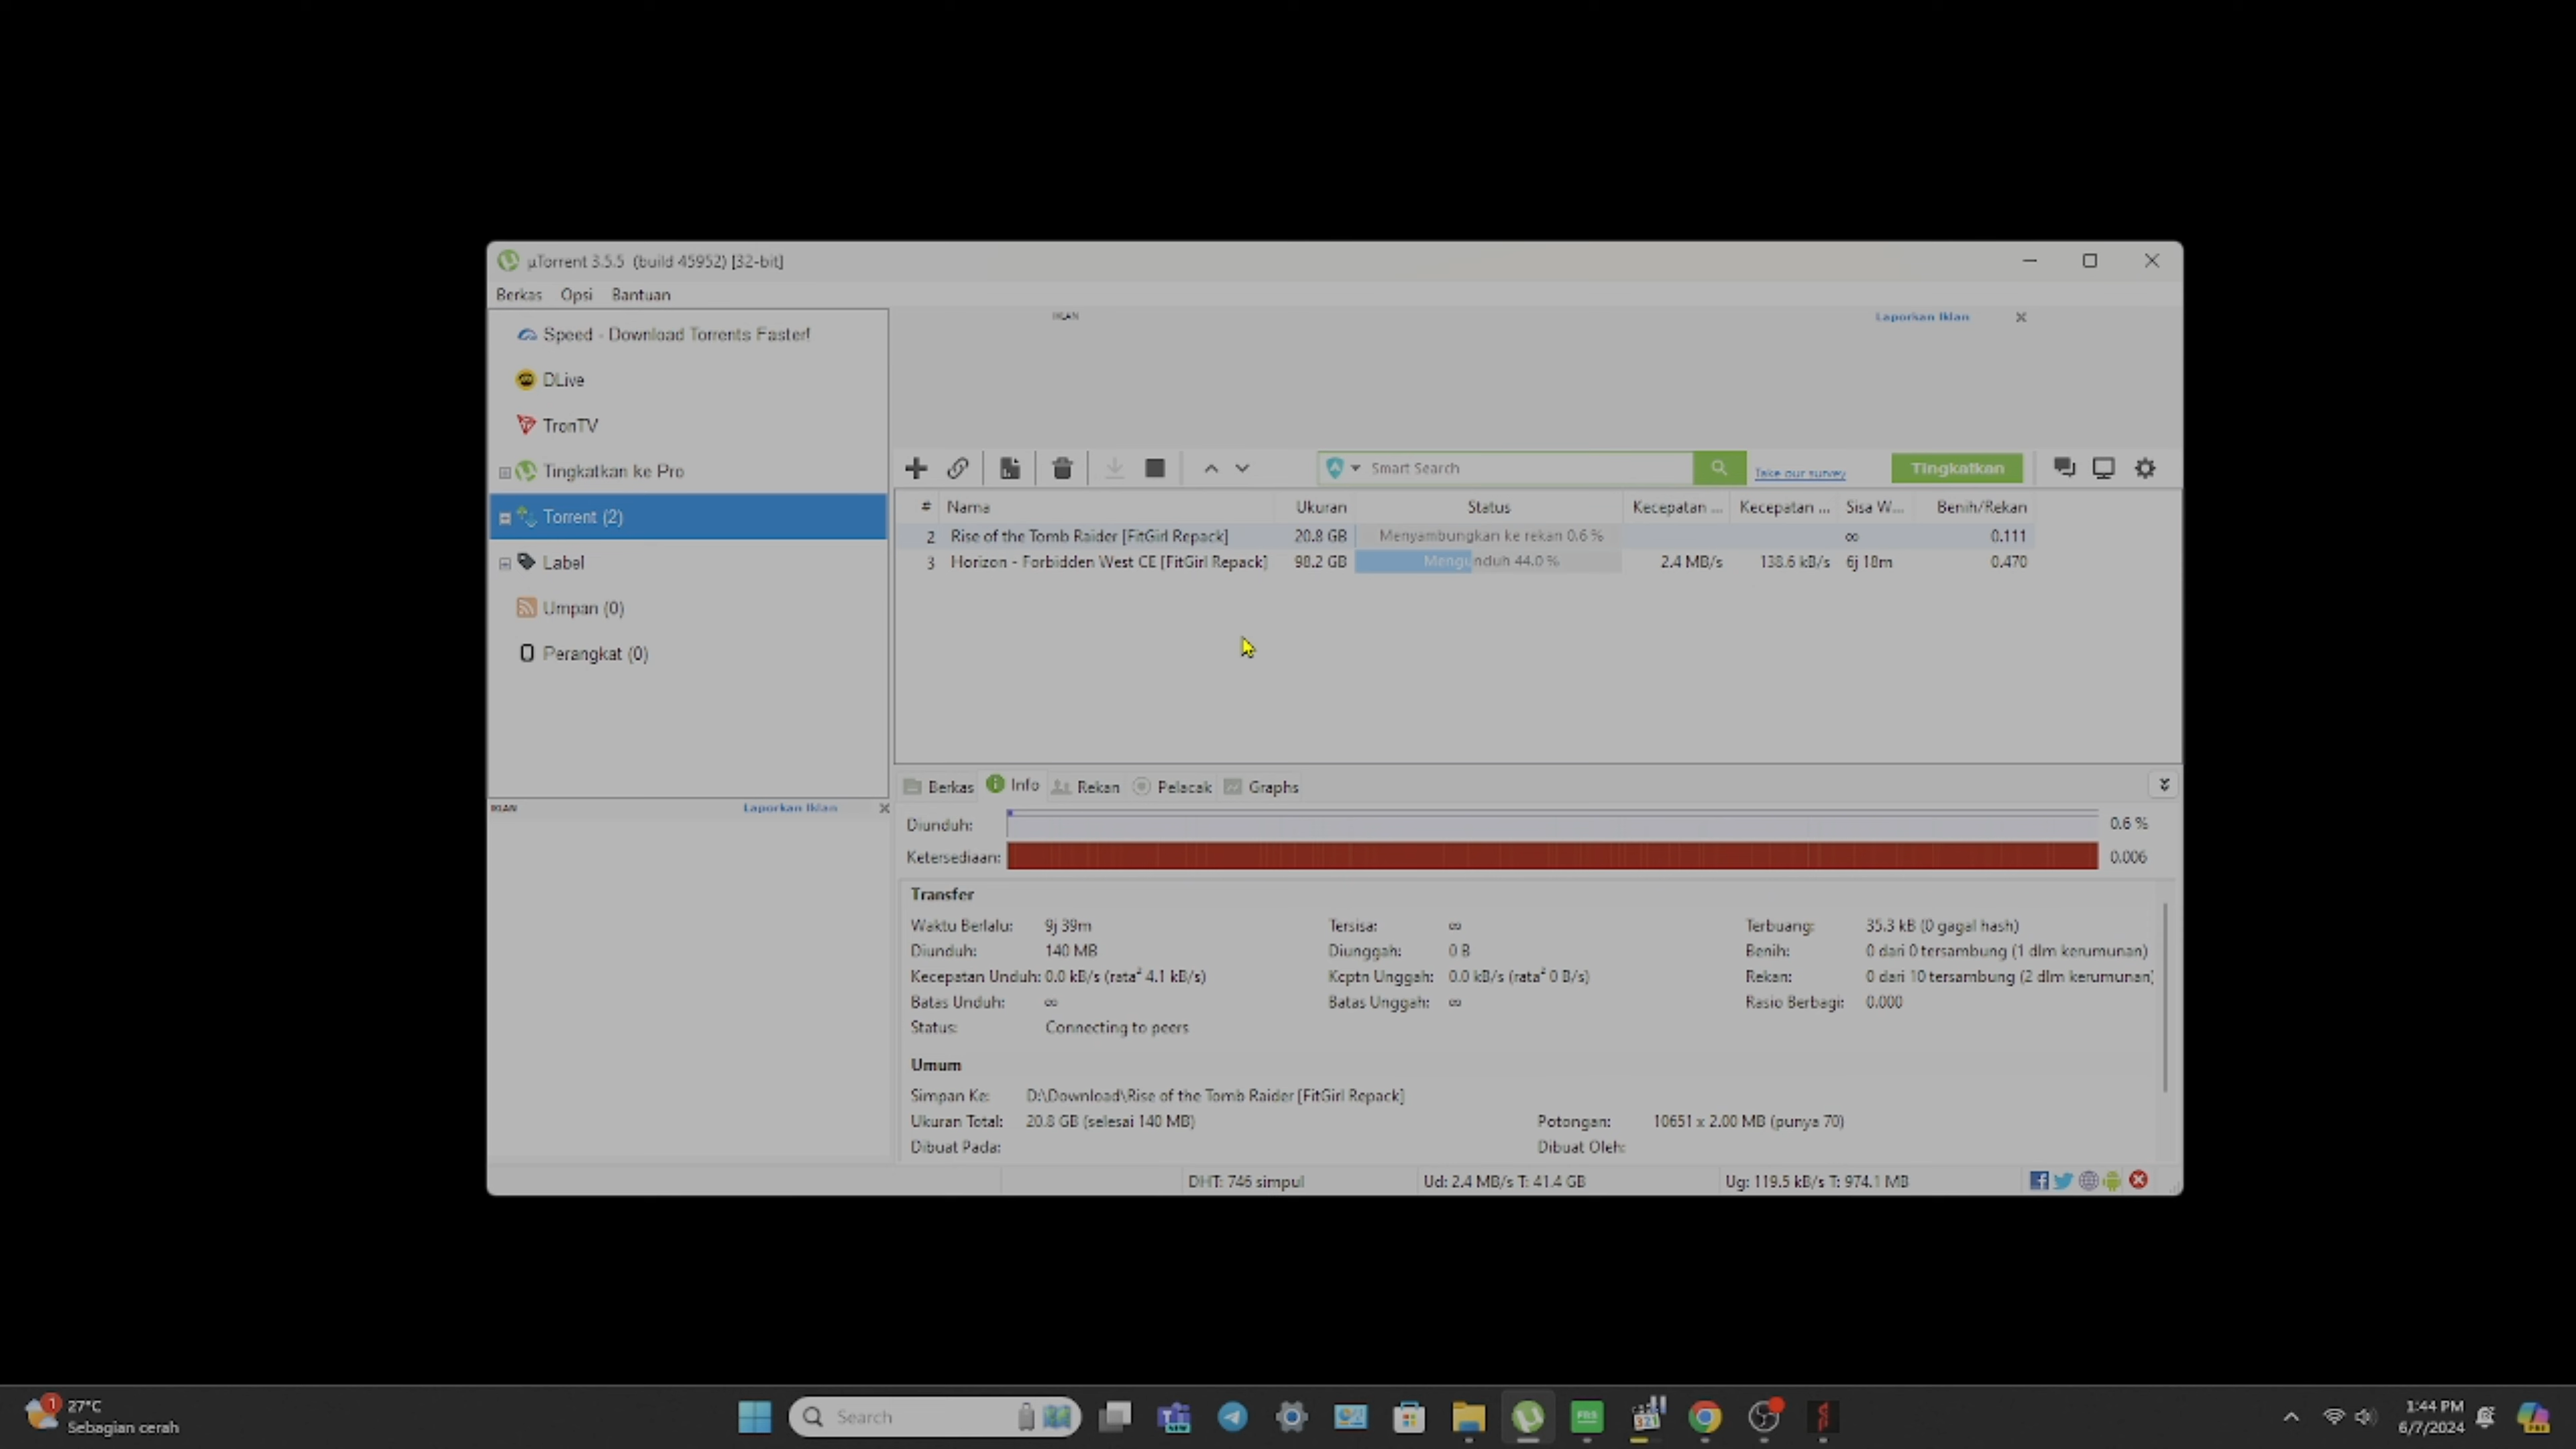 µTorrent 3.5.5 (build 45952) [32-bit]
Berkas Opsi Bantuan
Speed - Download Torrents Faster!
DLive
TronTV
Tingkatkan ke Pro
Torrent (2)
Label
Umpan (0)
Perangkat (0)
IKLAN Laporkan Iklan
IKLAN Laporkan Iklan
Smart Search Take our survey Tingkatkan
# Nama Ukuran Status Kecepatan ... Kecepatan ... Sisa W... Benih/Rekan
2 Rise of the Tomb Raider [FitGirl Repack] 20.8 GB Menyambungkan ke rekan 0.6 % ∞ 0.111
3 Horizon - Forbidden West CE [FitGirl Repack] 98.2 GB Mengunduh 44.0 % 2.4 MB/s 138.6 kB/s 6j 18m 0.470
Berkas Info Rekan Pelacak Graphs
Diunduh: 0.6 %
Ketersediaan: 0.006
Transfer
Waktu Berlalu: 9j 39m Tersisa: ∞ Terbuang: 35.3 kB (0 gagal hash)
Diunduh: 140 MB Diunggah: 0 B Benih: 0 dari 0 tersambung (1 dlm kerumunan)
Kecepatan Unduh: 0.0 kB/s (rata² 4.1 kB/s) Kcptn Unggah: 0.0 kB/s (rata² 0 B/s) Rekan: 0 dari 10 tersambung (2 dlm kerumunan)
Batas Unduh: ∞ Batas Unggah: ∞ Rasio Berbagi: 0.000
Status: Connecting to peers
Umum
Simpan Ke: D:\Download\Rise of the Tomb Raider [FitGirl Repack]
Ukuran Total: 20.8 GB (selesai 140 MB) Potongan: 10651 x 2.00 MB (punya 70)
Dibuat Pada: Dibuat Oleh:
DHT: 746 simpul Ud: 2.4 MB/s T: 41.4 GB Ug: 119.5 kB/s T: 974.1 MB
1 27°C
Sebagian cerah
Search
NEW
321
PRE
1:44 PM
6/7/2024